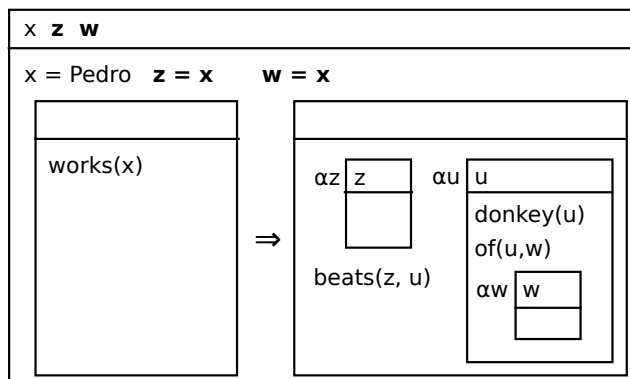 x z w
x = Pedro z = x w = x
works(x)
⇒
αz z
beats(z, u)
αu u
donkey(u)
of(u,w)
αw w